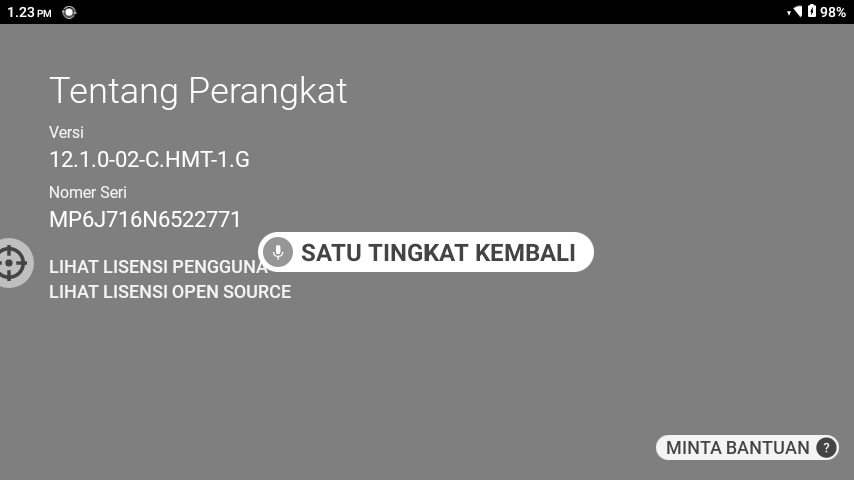 1.23 PM
98%
Tentang Perangkat
Versi
12.1.0-02-C.HMT-1.G
Nomer Seri
MP6J716N6522771
SATU TINGKAT KEMBALI
LIHAT LISENSI PENGGUNA
LIHAT LISENSI OPEN SOURCE
MINTA BANTUAN ?